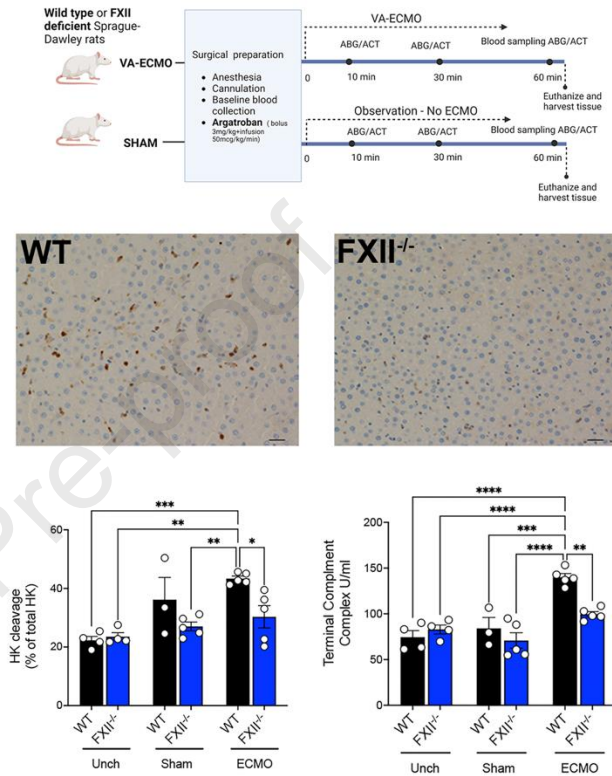 Wild type or FXII
deficient Sprague-
Dawley rats
VA-ECMO
SHAM
Surgical preparation
• Anesthesia
• Cannulation
• Baseline blood
collection
• Argatroban ( bolus
3mg/kg+infusion
50mcg/kg/min)
VA-ECMO
ABG/ACT
ABG/ACT
Blood sampling ABG/ACT
0
10 min
30 min
60 min
Euthanize and
harvest tissue
Observation - No ECMO
ABG/ACT
ABG/ACT
Blood sampling ABG/ACT
0
10 min
30 min
60 min
Euthanize and
harvest tissue
WT
FXII-/-
Pre-proof
HK cleavage
(% of total HK)
60
40
20
0
***
**
**
*
WT
FXII-/-
WT
FXII-/-
WT
FXII-/-
Unch
Sham
ECMO
Terminal Complment
Complex U/ml
200
150
100
50
0
****
****
***
****
**
WT
FXII-/-
WT
FXII-/-
WT
FXII-/-
Unch
Sham
ECMO